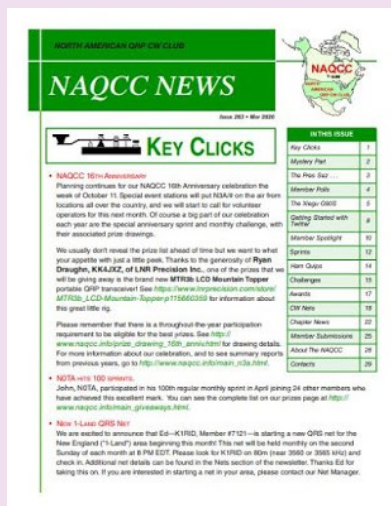 NORTH AMERICAN QRP CW CLUB
NAQCC
NORTH
AMERICAN
QRP CW
CLUB
NAQCC NEWS
Issue 263 • Mar 2020
KEY CLICKS
• NAQCC 16TH ANNIVERSARY
Planning continues for our NAQCC 16th Anniversary celebration the
week of October 11. Special event stations will put N3A/# on the air from
locations all over the country, and we will start to call for volunteer
operators for this next month. Of course a big part of our celebration
each year are the special anniversary sprint and monthly challenge, with
their associated prize drawings.
We usually don't reveal the prize list ahead of time but we want to whet
your appetite with just a little peek. Thanks to the generosity of Ryan
Draughn, KK4JXZ, of LNR Precision Inc., one of the prizes that we
will be giving away is the brand new MTR3b LCD Mountain Topper
portable QRP transceiver! See https://www.lnrprecision.com/store/
MTR3b_LCD-Mountain-Topper-p115660359 for information about
this great little rig.
Please remember that there is a throughout-the-year participation
requirement to be eligible for the best prizes. See http://
www.naqcc.info/prize_drawing_16th_anniv.html for drawing details.
For more information about our celebration, and to see summary reports
from previous years, go to http://www.naqcc.info/main_n3a.html.
• N0TA HITS 100 SPRINTS.
John, N0TA, participated in his 100th regular monthly sprint in April joining 24 other members who
have achieved this excellent mark. You can see the complete list on our prizes page at http://
www.naqcc.info/main_giveaways.html.
• NEW 1-LAND QRS NET
We are excited to announce that Ed—K1RID, Member #7121—is starting a new QRS net for the
New England ("1-Land") area beginning this month! This net will be held monthly on the second
Sunday of each month at 8 PM EDT. Please look for K1RID on 80m (near 3560 or 3565 kHz) and
check in. Additional net details can be found in the Nets section of the newsletter. Thanks Ed for
taking this on. If you are interested in starting a net in your area, please contact our Net Manager.
IN THIS ISSUE
Key Clicks 1
Mystery Part 2
The Pres Sez . . . 3
Member Polls 4
The Xiegu G90S 5
Getting Started with
Twitter 8
Member Spotlight 10
Sprints 12
Ham Quips 14
Challenges 15
Awards 17
CW Nets 18
Chapter News 22
Member Submissions 25
About The NAQCC 28
Contacts 29